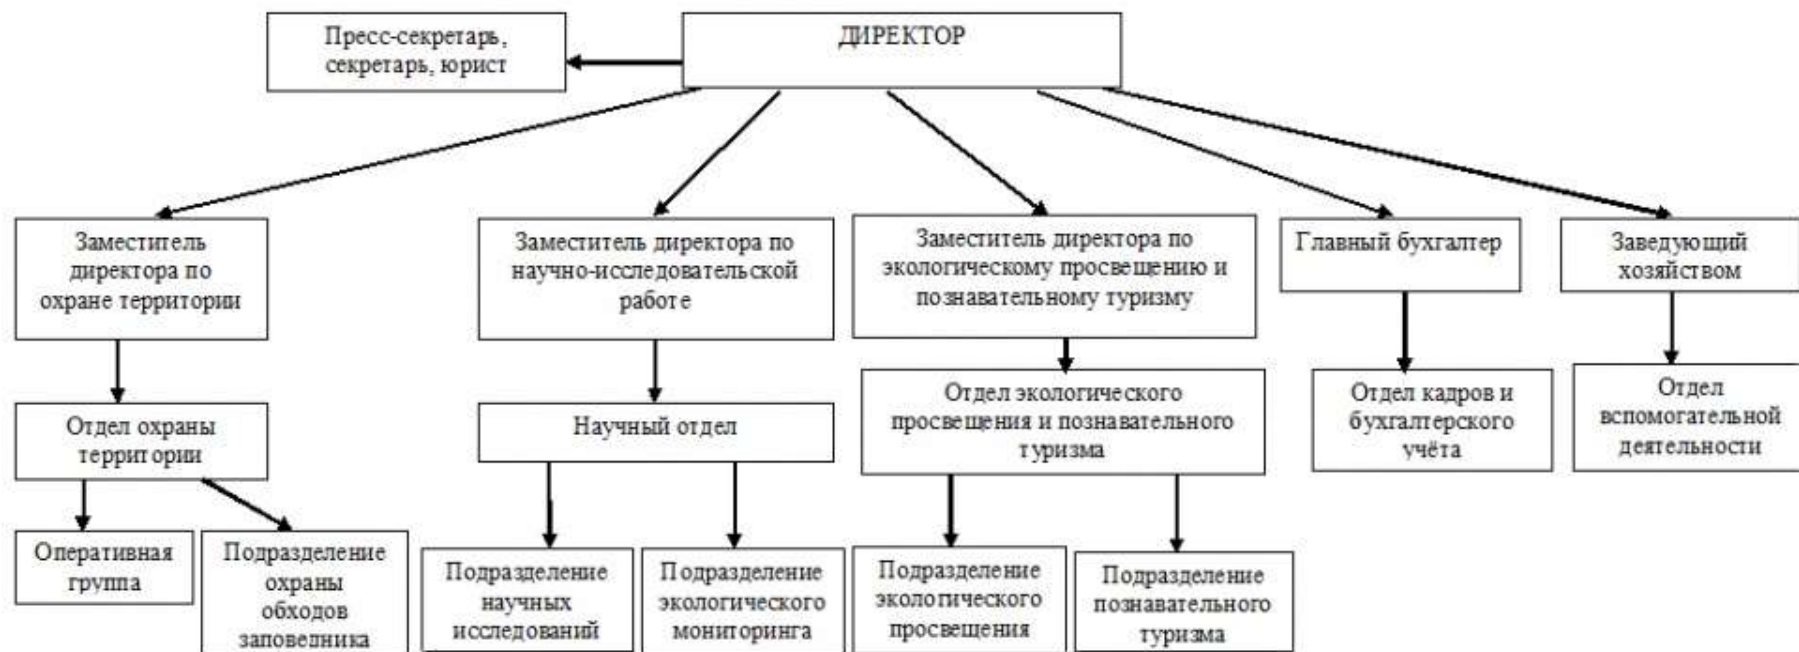 Пресс-секретарь,
секретарь, юрист
ДИРЕКТОР
Заместитель
директора по
охране территории
Заместитель директора по
научно-исследовательской
работе
Заместитель директора по
экологическому просвещению и
познавательному туризму
Главный бухгалтер
Заведующий
хозяйством
Отдел охраны
территории
Научный отдел
Отдел экологического
просвещения и познавательного
туризма
Отдел кадров и
бухгалтерского
учёта
Отдел
вспомогательной
деятельности
Оперативная
группа
Подразделение
охраны
обходов
заповедника
Подразделение
научных
исследований
Подразделение
экологического
мониторинга
Подразделение
экологического
просвещения
Подразделение
познавательного
туризма